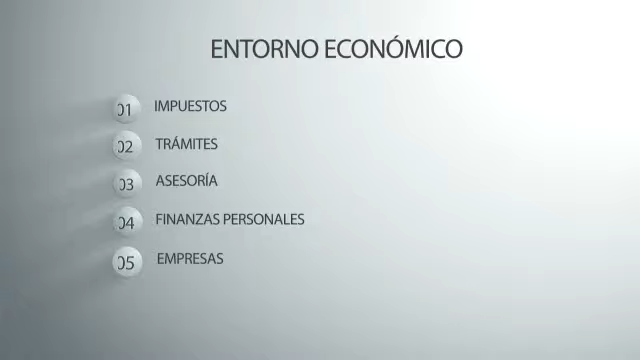 ENTORNO ECONÓMICO
01 IMPUESTOS
02 TRÁMITES
03 ASESORÍA
04 FINANZAS PERSONALES
05 EMPRESAS